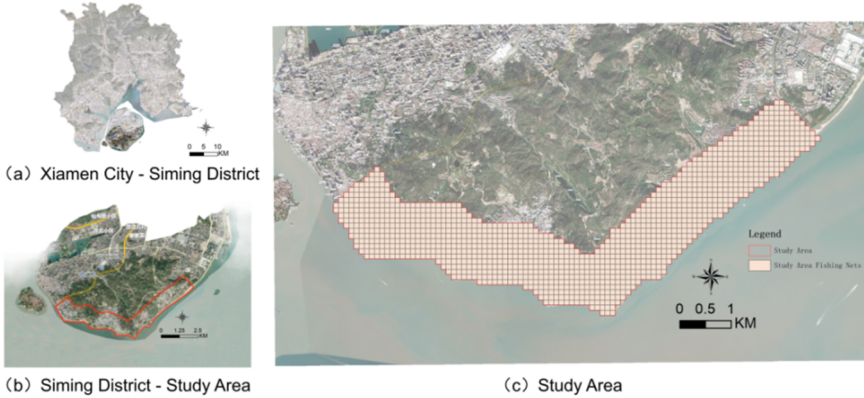 0 5 10
KM
(a) Xiamen City - Siming District
0 1.25 2.5
KM
(b) Siming District - Study Area
Legend
Study Area
Study Area Fishing Nets
0 0.5 1
KM
(c) Study Area